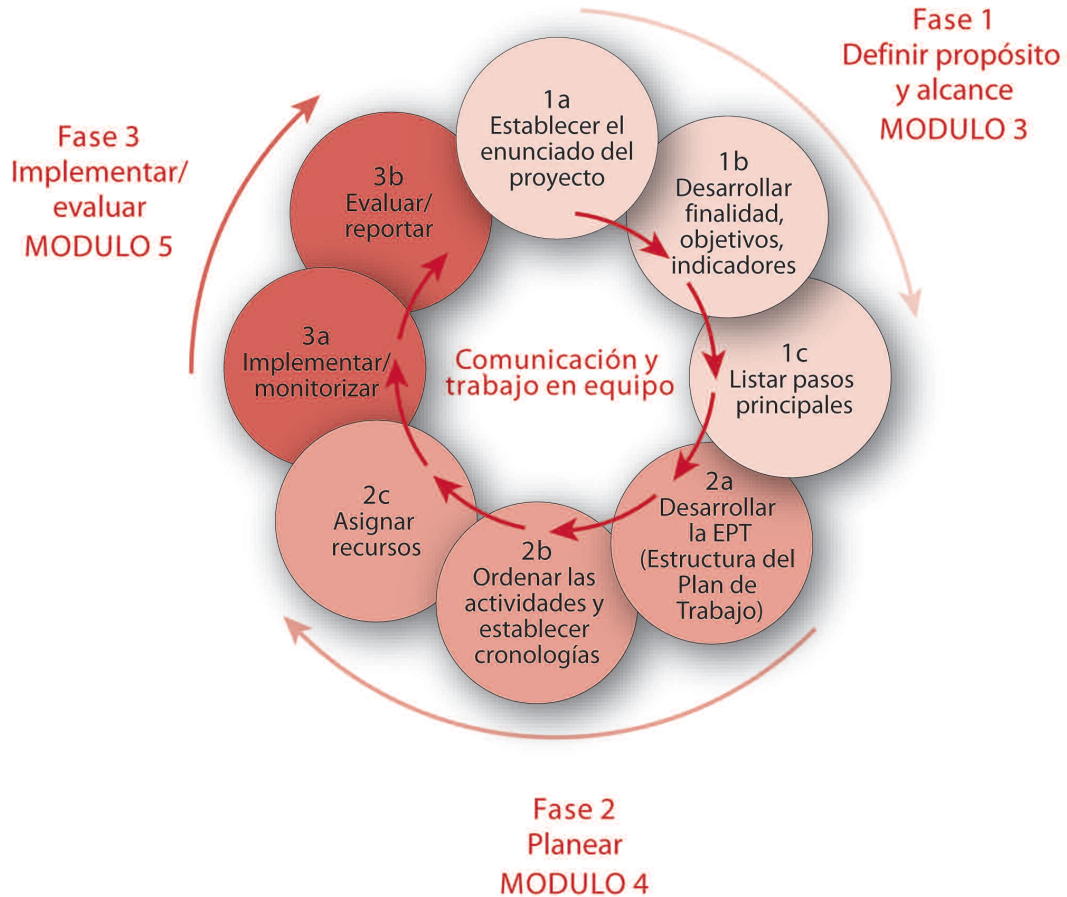 Fase 1
Definir propósito
y alcance
MODULO 3
1a
Establecer el
enunciado del
proyecto
1b
Desarrollar
finalidad,
objetivos,
indicadores
1c
Listar pasos
principales
2a
Desarrollar
la EPT
(Estructura del
Plan de
Trabajo)
2b
Ordenar las
actividades y
establecer
cronologías
2c
Asignar
recursos
3a
Implementar/
monitorizar
3b
Evaluar/
reportar
Comunicación y
trabajo en equipo
Fase 3
Implementar/
evaluar
MODULO 5
Fase 2
Planear
MODULO 4